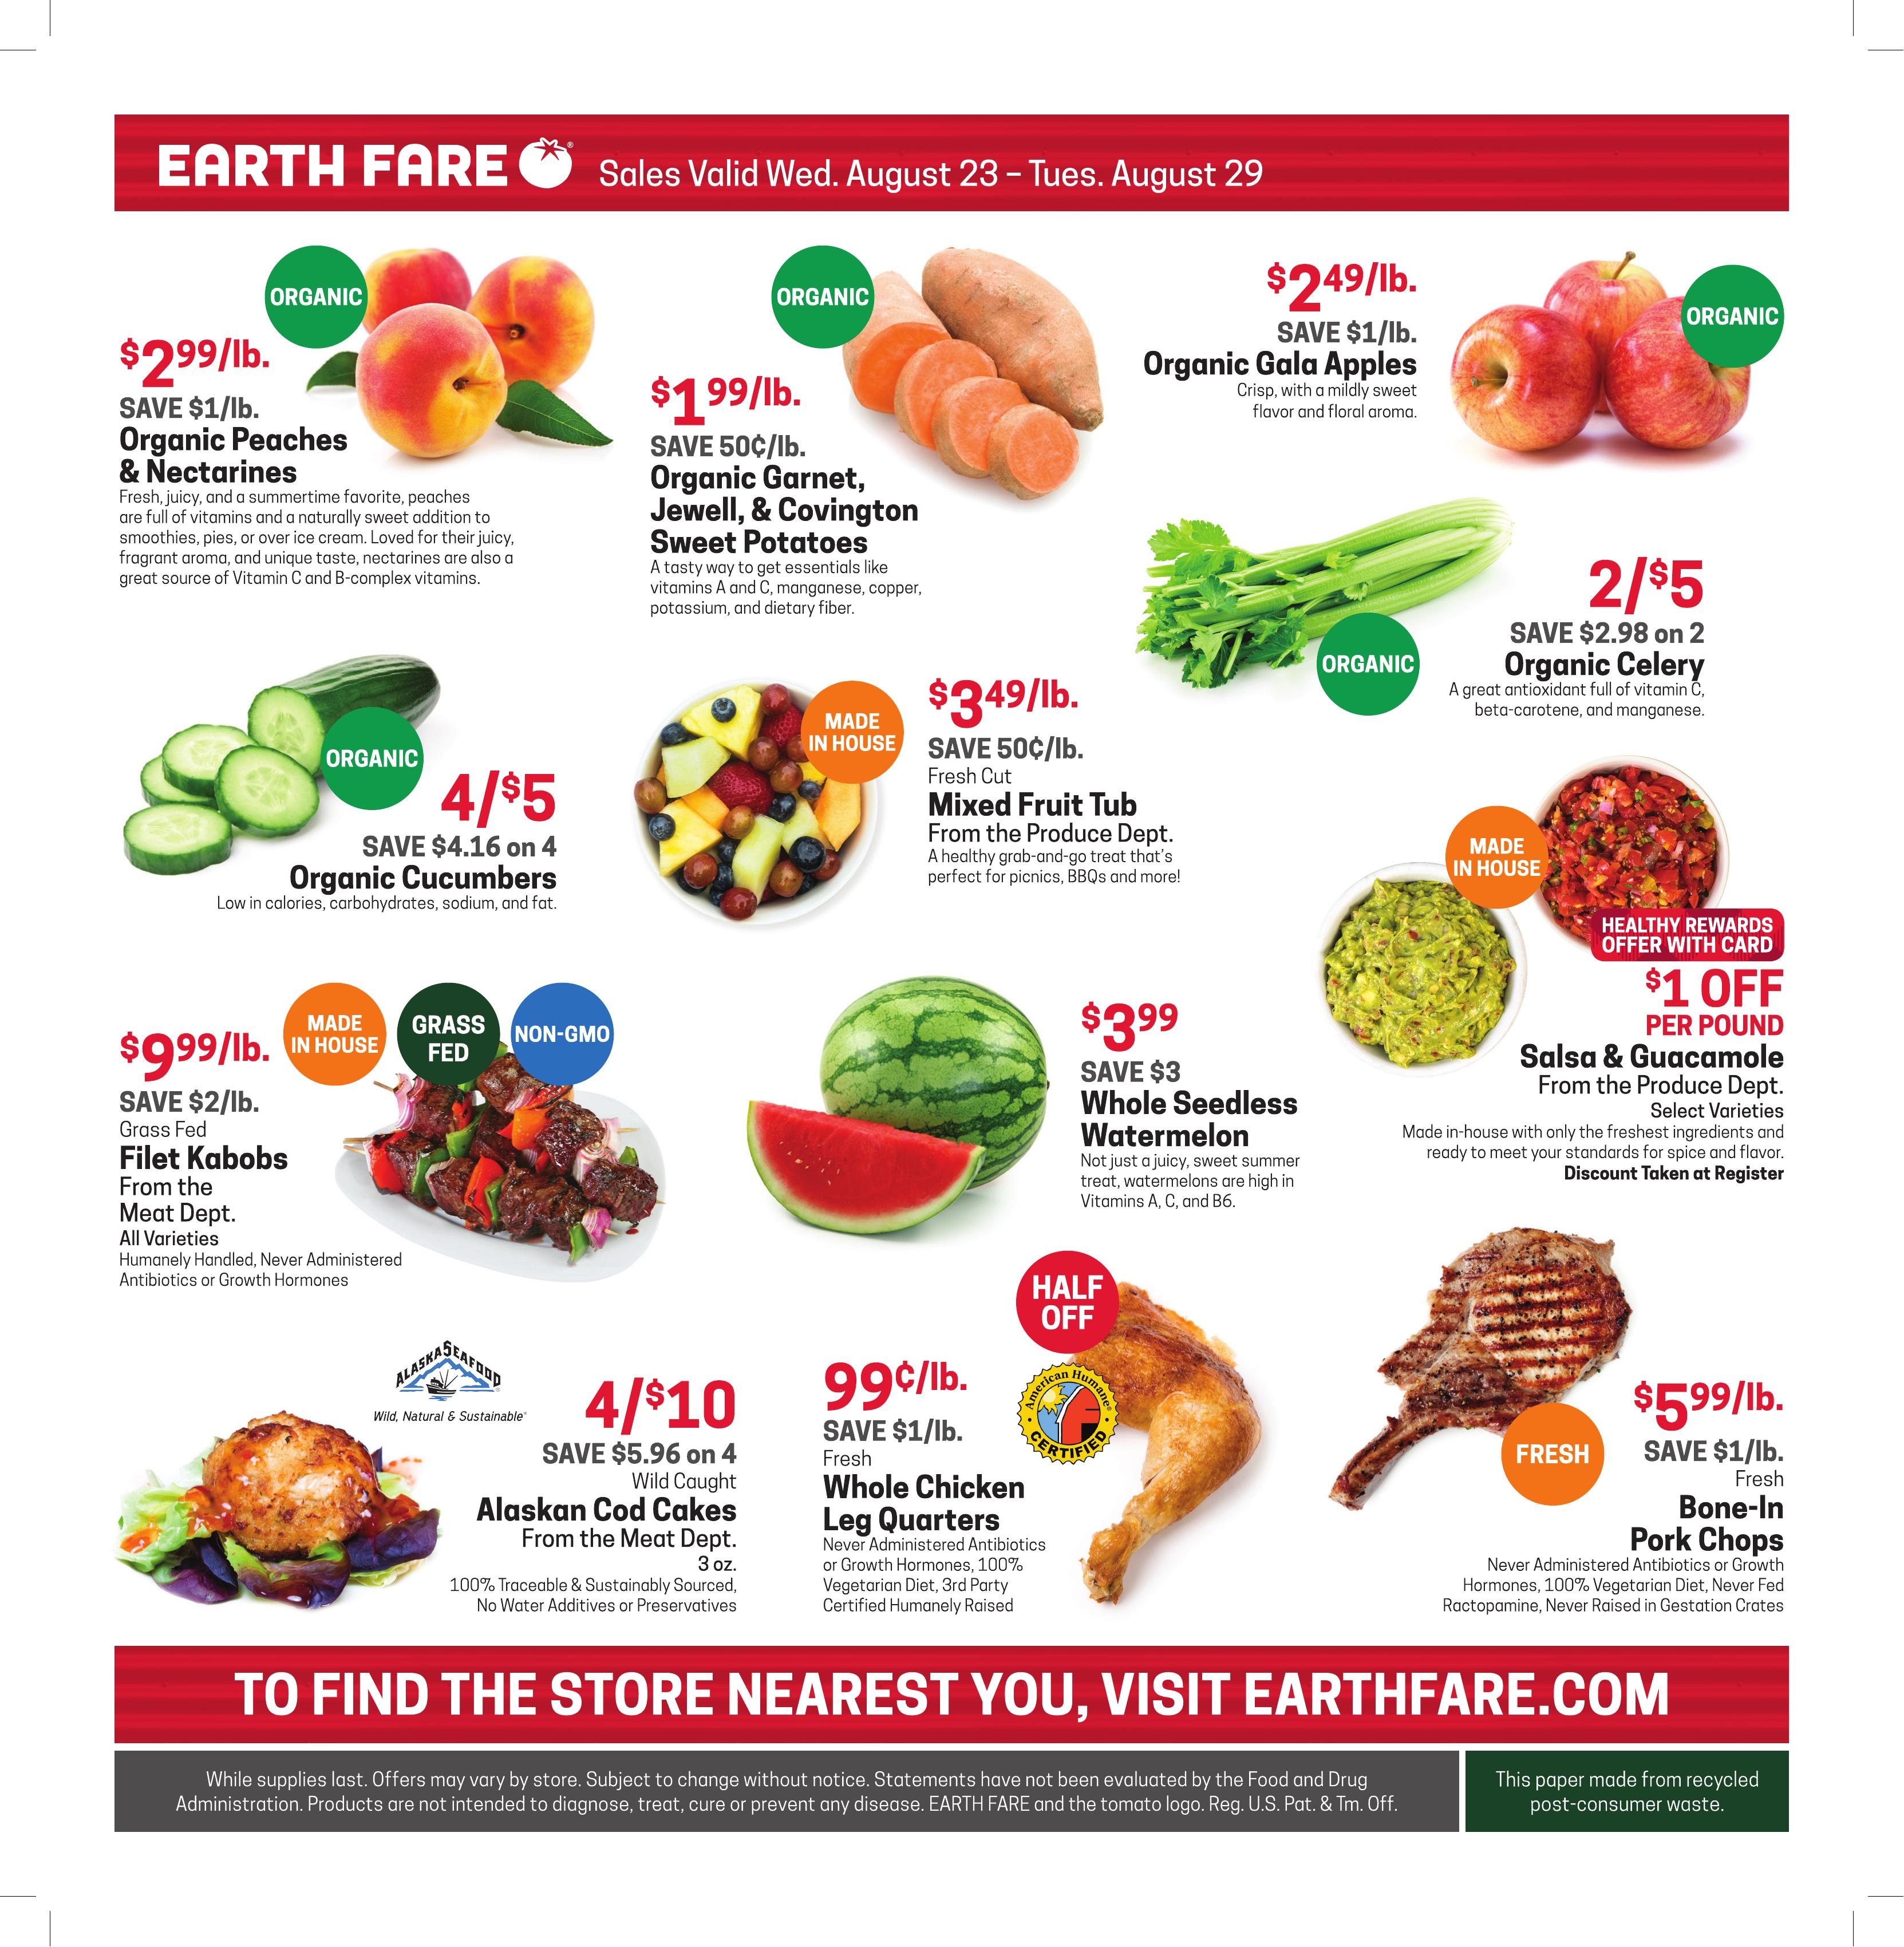 EARTH FARE ® Sales Valid Wed. August 23 – Tues. August 29
ORGANIC
$2.99/lb.
SAVE $1/lb.
Organic Peaches
& Nectarines
Fresh, juicy, and a summertime favorite, peaches
are full of vitamins and a naturally sweet addition to
smoothies, pies, or over ice cream. Loved for their juicy,
fragrant aroma, and unique taste, nectarines are also a
great source of Vitamin C and B-complex vitamins.
ORGANIC
$1.99/lb.
SAVE 50¢/lb.
Organic Garnet,
Jewell, & Covington
Sweet Potatoes
A tasty way to get essentials like
vitamins A and C, manganese, copper,
potassium, and dietary fiber.
$2.49/lb.
SAVE $1/lb.
Organic Gala Apples
Crisp, with a mildly sweet
flavor and floral aroma.
ORGANIC
2/$5
SAVE $2.98 on 2
Organic Celery
A great antioxidant full of vitamin C,
beta-carotene, and manganese.
ORGANIC
ORGANIC
4/$5
SAVE $4.16 on 4
Organic Cucumbers
Low in calories, carbohydrates, sodium, and fat.
MADE
IN HOUSE
$3.49/lb.
SAVE 50¢/lb.
Fresh Cut
Mixed Fruit Tub
From the Produce Dept.
A healthy grab-and-go treat that's
perfect for picnics, BBQs and more!
MADE
IN HOUSE
HEALTHY REWARDS
OFFER WITH CARD
$1 OFF
PER POUND
Salsa & Guacamole
From the Produce Dept.
Select Varieties
Made in-house with only the freshest ingredients and
ready to meet your standards for spice and flavor.
Discount Taken at Register
MADE
IN HOUSE
GRASS
FED
NON-GMO
$9.99/lb.
SAVE $2/lb.
Grass Fed
Filet Kabobs
From the
Meat Dept.
All Varieties
Humanely Handled, Never Administered
Antibiotics or Growth Hormones
$3.99
SAVE $3
Whole Seedless
Watermelon
Not just a juicy, sweet summer
treat, watermelons are high in
Vitamins A, C, and B6.
ALASKA SEAFOOD
Wild, Natural & Sustainable®
4/$10
SAVE $5.96 on 4
Wild Caught
Alaskan Cod Cakes
From the Meat Dept.
3 oz.
100% Traceable & Sustainably Sourced,
No Water Additives or Preservatives
HALF
OFF
99¢/lb.
SAVE $1/lb.
Fresh
Whole Chicken
Leg Quarters
Never Administered Antibiotics
or Growth Hormones, 100%
Vegetarian Diet, 3rd Party
Certified Humanely Raised
American Humane®
CERTIFIED
FRESH
$5.99/lb.
SAVE $1/lb.
Fresh
Bone-In
Pork Chops
Never Administered Antibiotics or Growth
Hormones, 100% Vegetarian Diet, Never Fed
Ractopamine, Never Raised in Gestation Crates
TO FIND THE STORE NEAREST YOU, VISIT EARTHFARE.COM
While supplies last. Offers may vary by store. Subject to change without notice. Statements have not been evaluated by the Food and Drug
Administration. Products are not intended to diagnose, treat, cure or prevent any disease. EARTH FARE and the tomato logo. Reg. U.S. Pat. & Tm. Off.
This paper made from recycled
post-consumer waste.